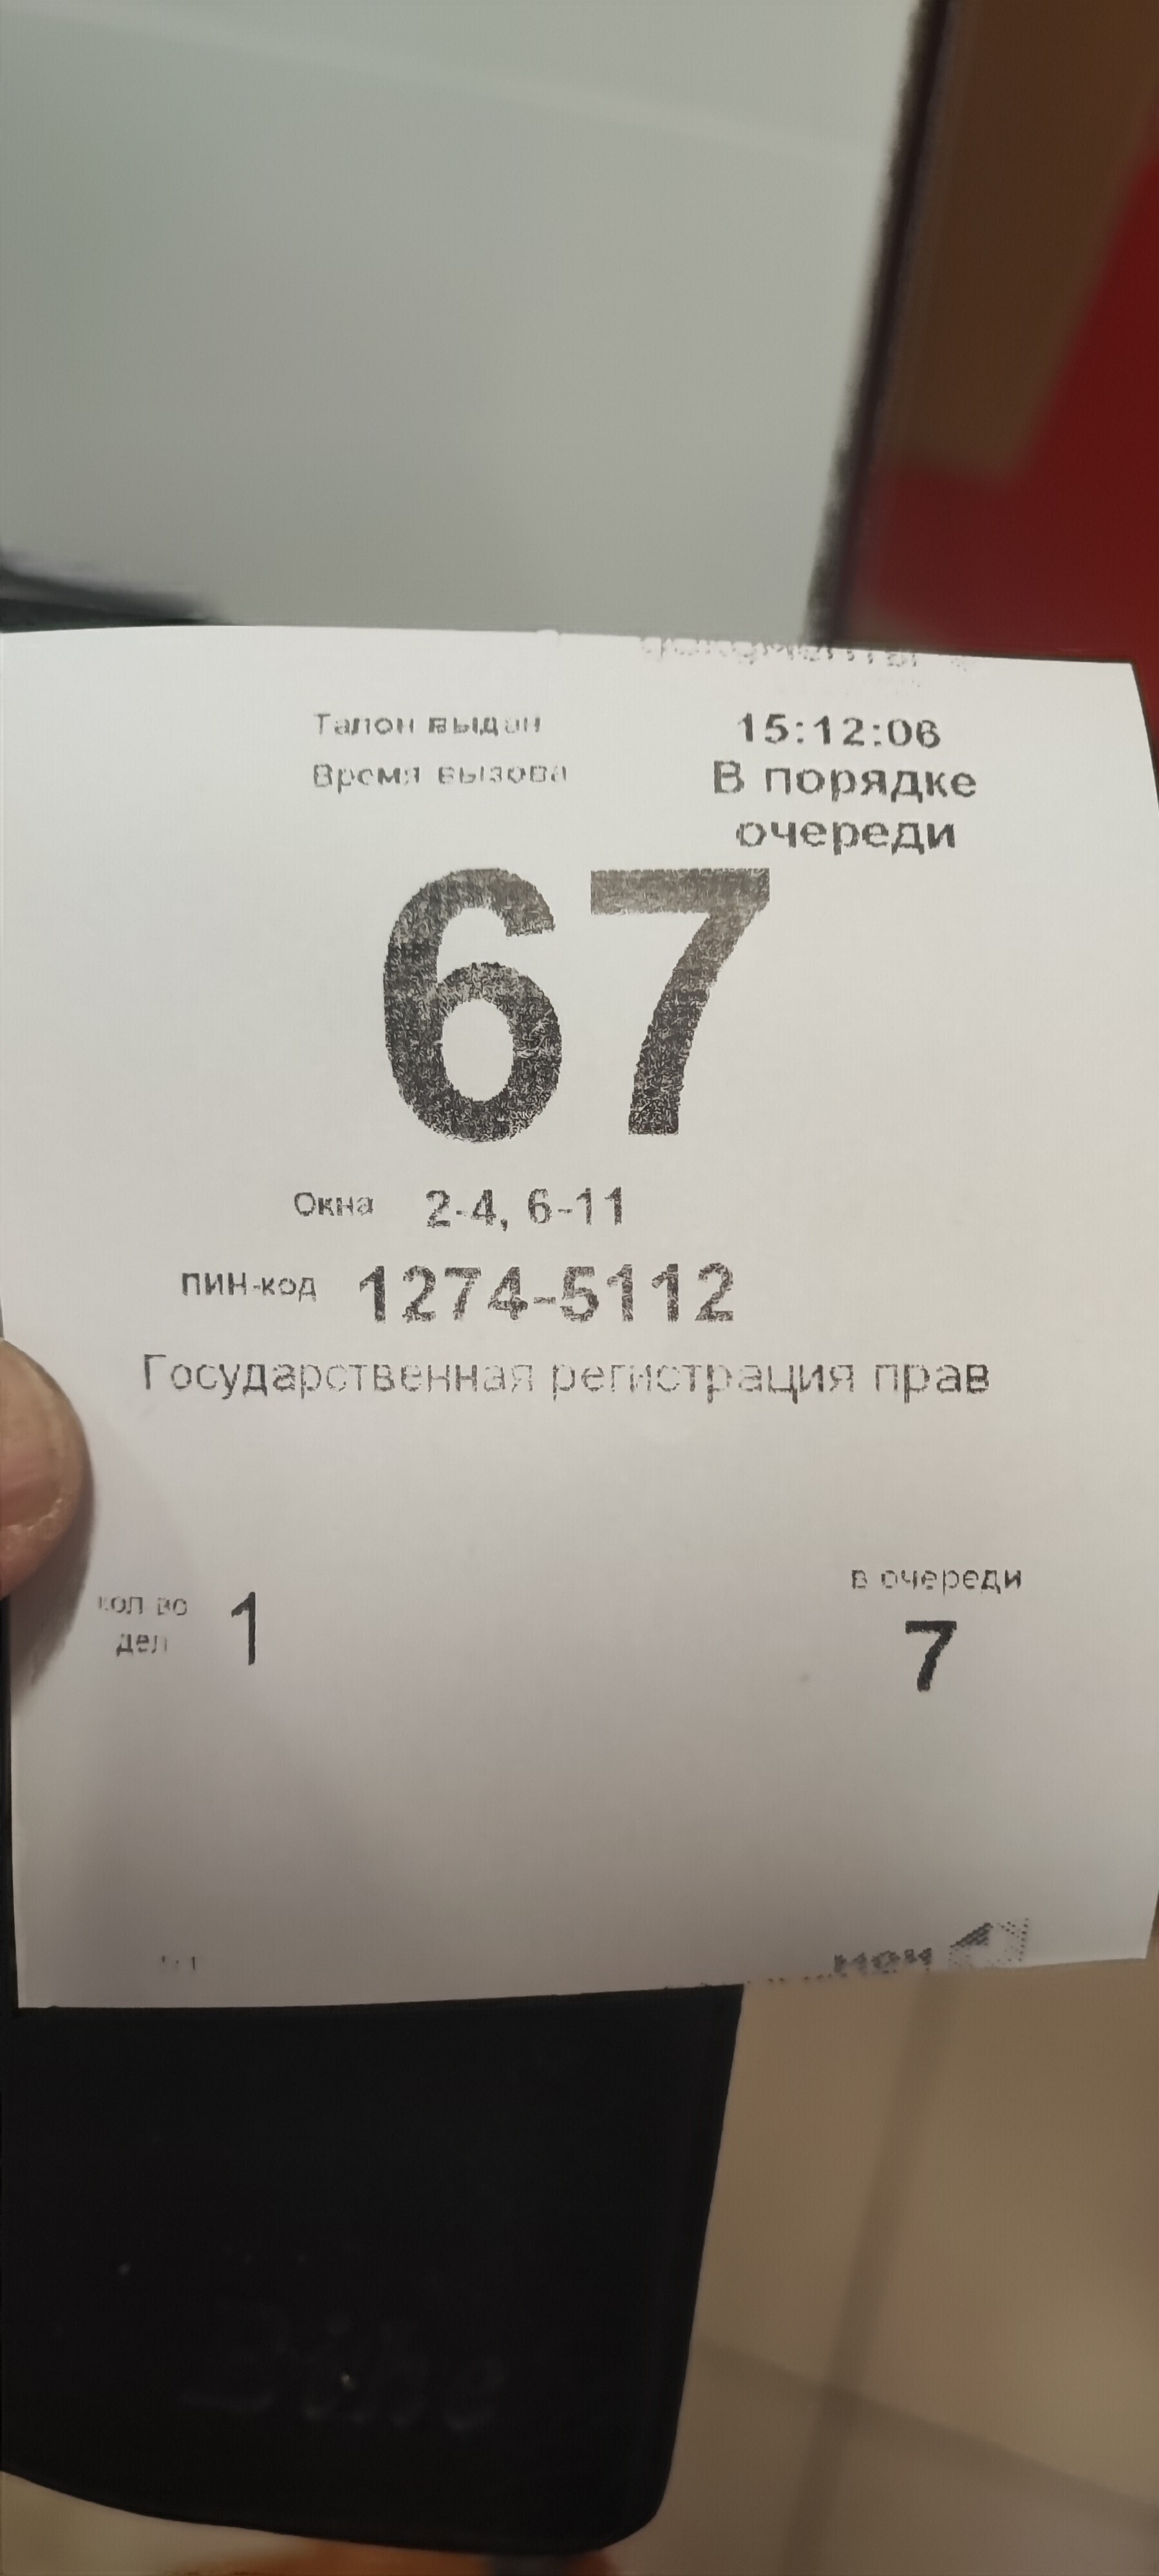 Талон выдан 15:12:06
Время вызова В порядке
очереди
67
Окна 2-4, 6-11
ПИН-код 1274-5112
Государственная регистрация прав
в очереди
кол во 1 7
дел